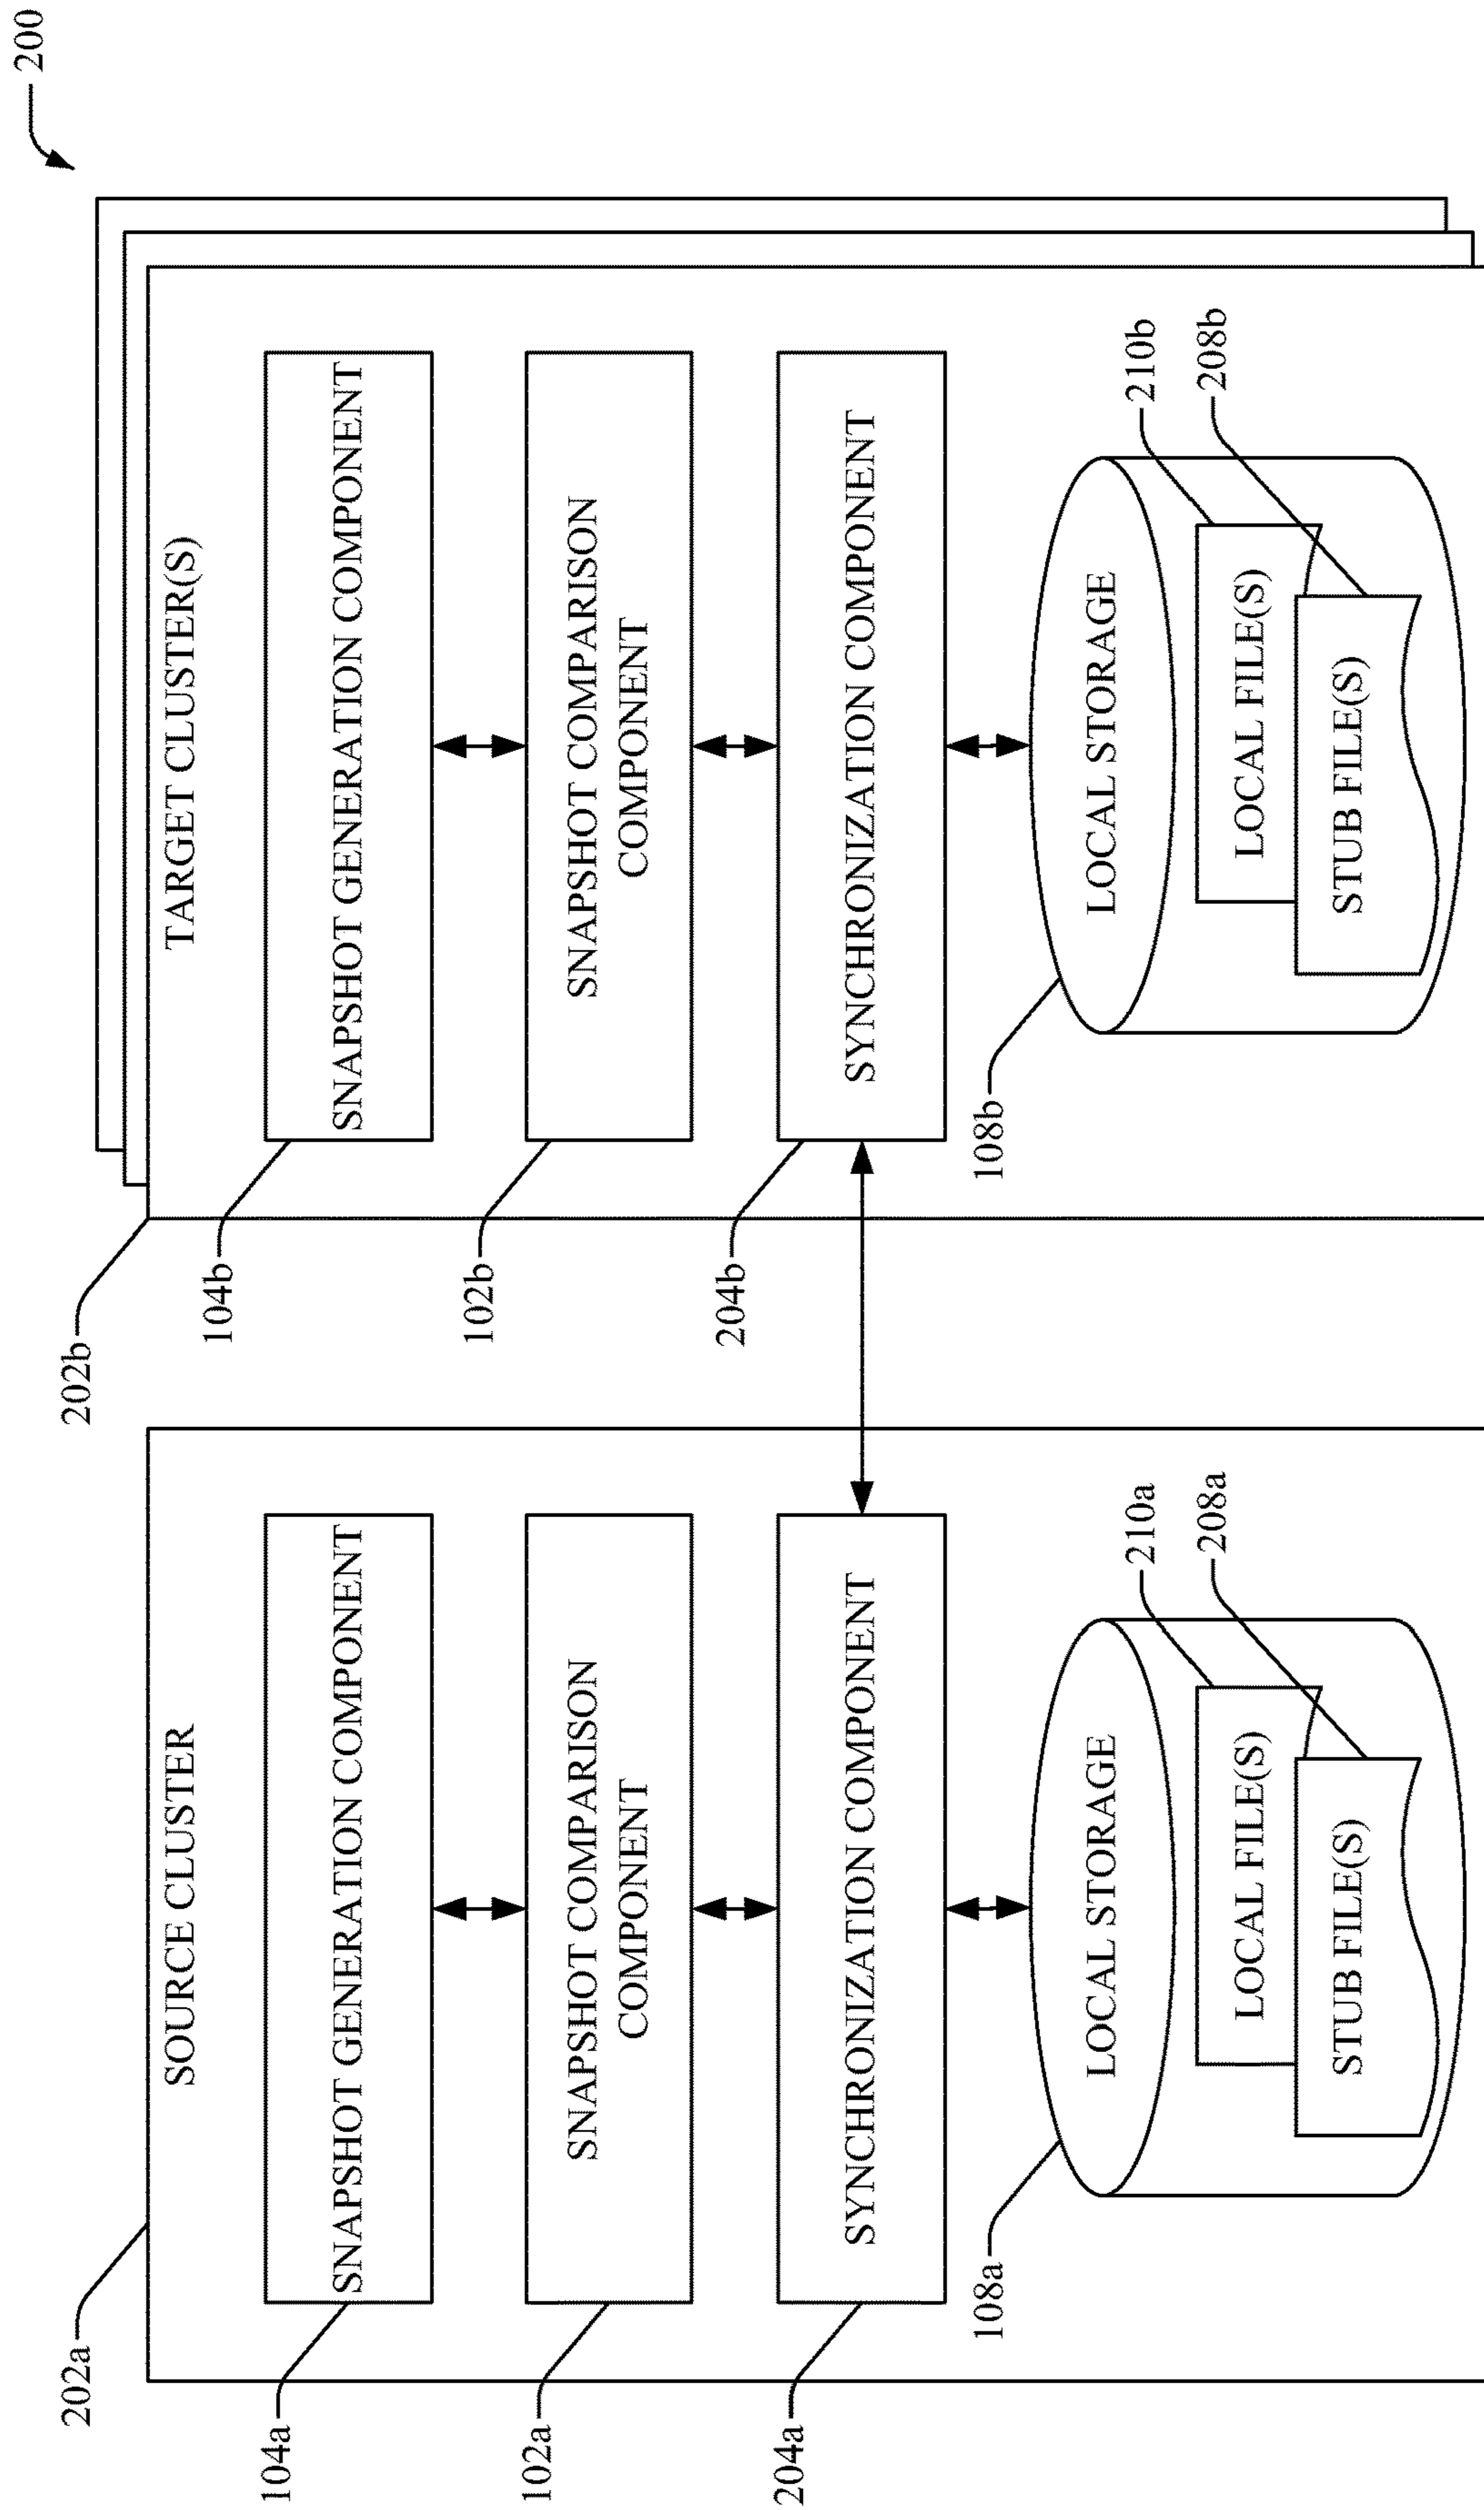 200
202a
SOURCE CLUSTER
104a
SNAPSHOT GENERATION COMPONENT
102a
SNAPSHOT COMPARISON
COMPONENT
204a
SYNCHRONIZATION COMPONENT
108a
LOCAL STORAGE
210a
LOCAL FILE(S)
208a
STUB FILE(S)
202b
TARGET CLUSTER(S)
104b
SNAPSHOT GENERATION COMPONENT
102b
SNAPSHOT COMPARISON
COMPONENT
204b
SYNCHRONIZATION COMPONENT
108b
LOCAL STORAGE
210b
LOCAL FILE(S)
208b
STUB FILE(S)